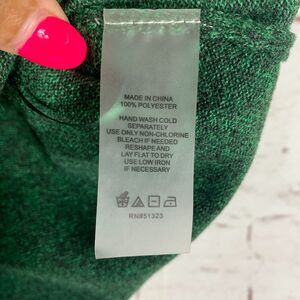 MADE IN CHINA
100% POLYESTER
HAND WASH COLD
SEPARATELY
USE ONLY NON-CHLORINE
BLEACH IF NEEDED
RESHAPE AND
LAY FLAT TO DRY
USE LOW IRON
IF NECESSARY
RN#51323